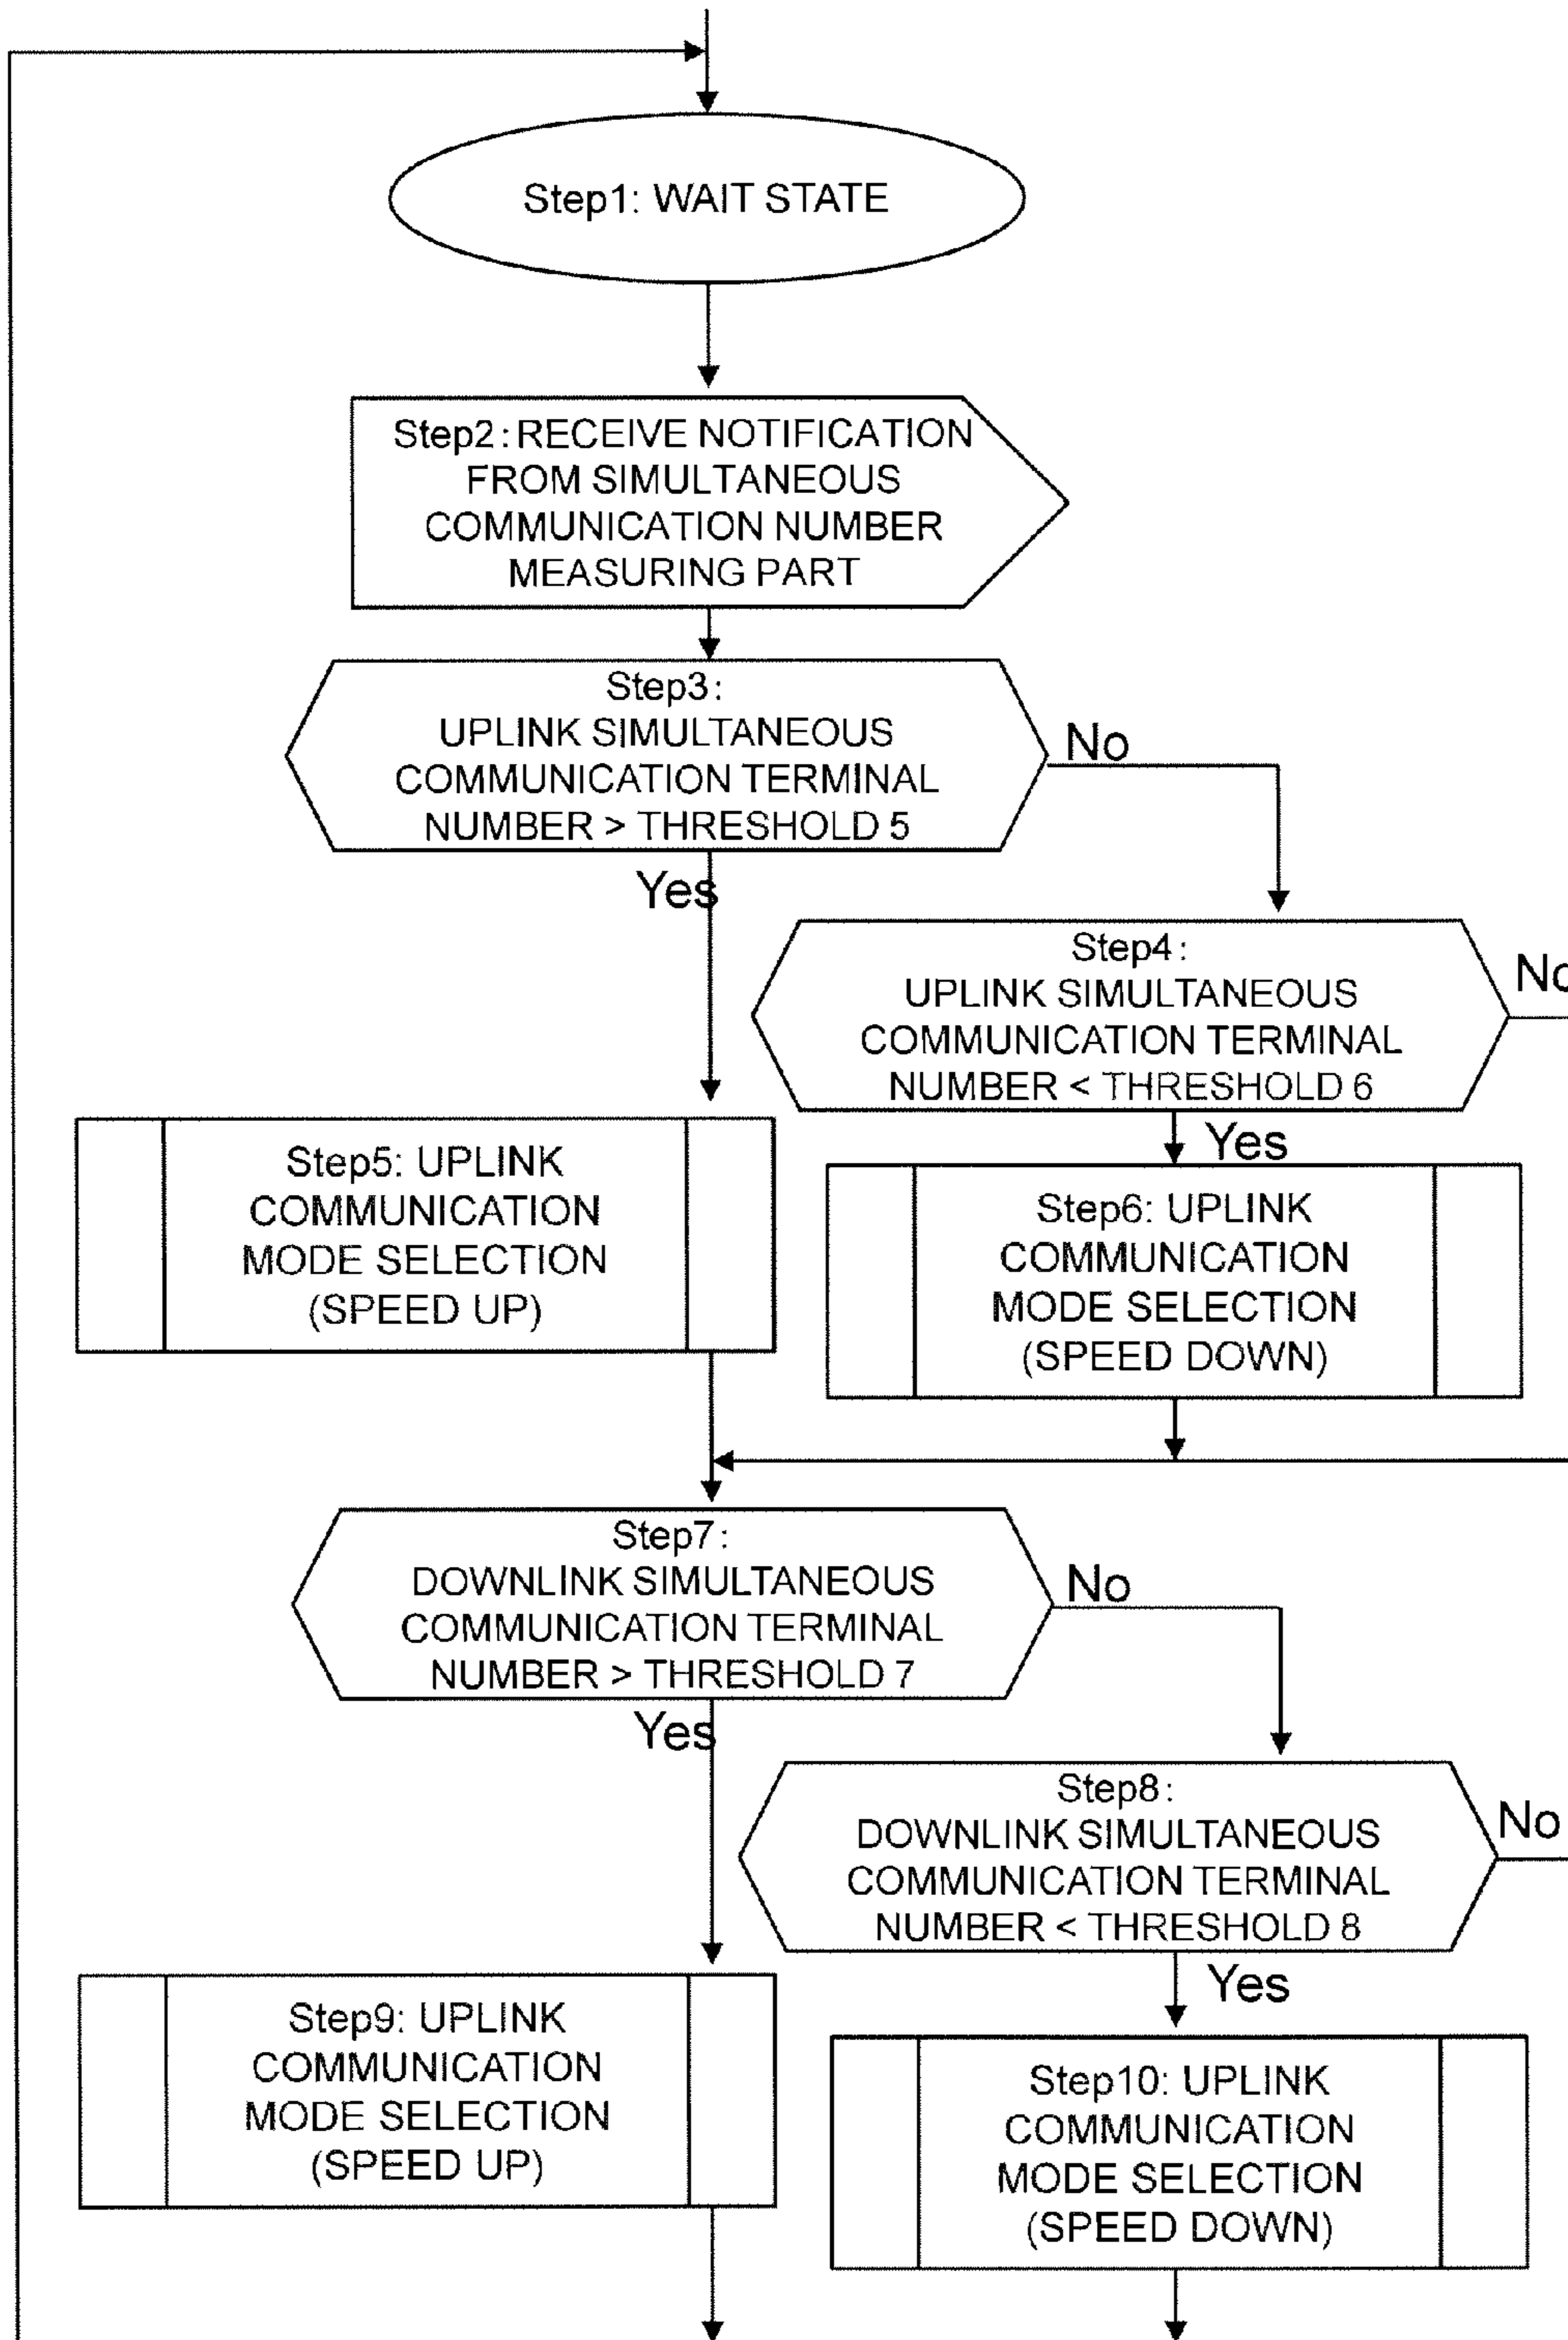 Step1: WAIT STATE
Step2: RECEIVE NOTIFICATION
FROM SIMULTANEOUS
COMMUNICATION NUMBER
MEASURING PART
Step3:
UPLINK SIMULTANEOUS
COMMUNICATION TERMINAL
NUMBER > THRESHOLD 5
No
Yes
Step4:
UPLINK SIMULTANEOUS
COMMUNICATION TERMINAL
NUMBER < THRESHOLD 6
No
Yes
Step5: UPLINK
COMMUNICATION
MODE SELECTION
(SPEED UP)
Step6: UPLINK
COMMUNICATION
MODE SELECTION
(SPEED DOWN)
Step7:
DOWNLINK SIMULTANEOUS
COMMUNICATION TERMINAL
NUMBER > THRESHOLD 7
No
Yes
Step8:
DOWNLINK SIMULTANEOUS
COMMUNICATION TERMINAL
NUMBER < THRESHOLD 8
No
Yes
Step9: UPLINK
COMMUNICATION
MODE SELECTION
(SPEED UP)
Step10: UPLINK
COMMUNICATION
MODE SELECTION
(SPEED DOWN)